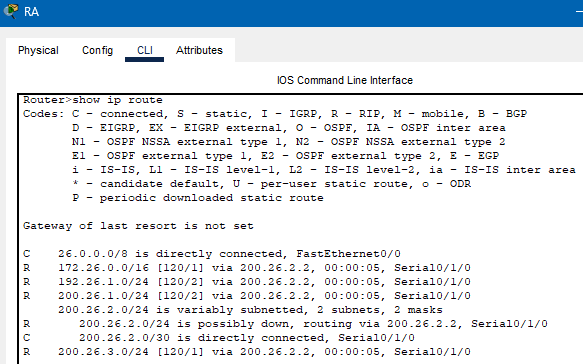 RA
Physical Config CLI Attributes
IOS Command Line Interface
Router>show ip route
Codes: C - connected, S - static, I - IGRP, R - RIP, M - mobile, B - BGP
D - EIGRP, EX - EIGRP external, O - OSPF, IA - OSPF inter area
N1 - OSPF NSSA external type 1, N2 - OSPF NSSA external type 2
E1 - OSPF external type 1, E2 - OSPF external type 2, E - EGP
i - IS-IS, L1 - IS-IS level-1, L2 - IS-IS level-2, ia - IS-IS inter area
* - candidate default, U - per-user static route, o - ODR
P - periodic downloaded static route
Gateway of last resort is not set
C 26.0.0.0/8 is directly connected, FastEthernet0/0
R 172.26.0.0/16 [120/1] via 200.26.2.2, 00:00:05, Serial0/1/0
R 192.26.1.0/24 [120/2] via 200.26.2.2, 00:00:05, Serial0/1/0
R 200.26.1.0/24 [120/2] via 200.26.2.2, 00:00:05, Serial0/1/0
200.26.2.0/24 is variably subnetted, 2 subnets, 2 masks
R 200.26.2.0/24 is possibly down, routing via 200.26.2.2, Serial0/1/0
C 200.26.2.0/30 is directly connected, Serial0/1/0
R 200.26.3.0/24 [120/1] via 200.26.2.2, 00:00:05, Serial0/1/0